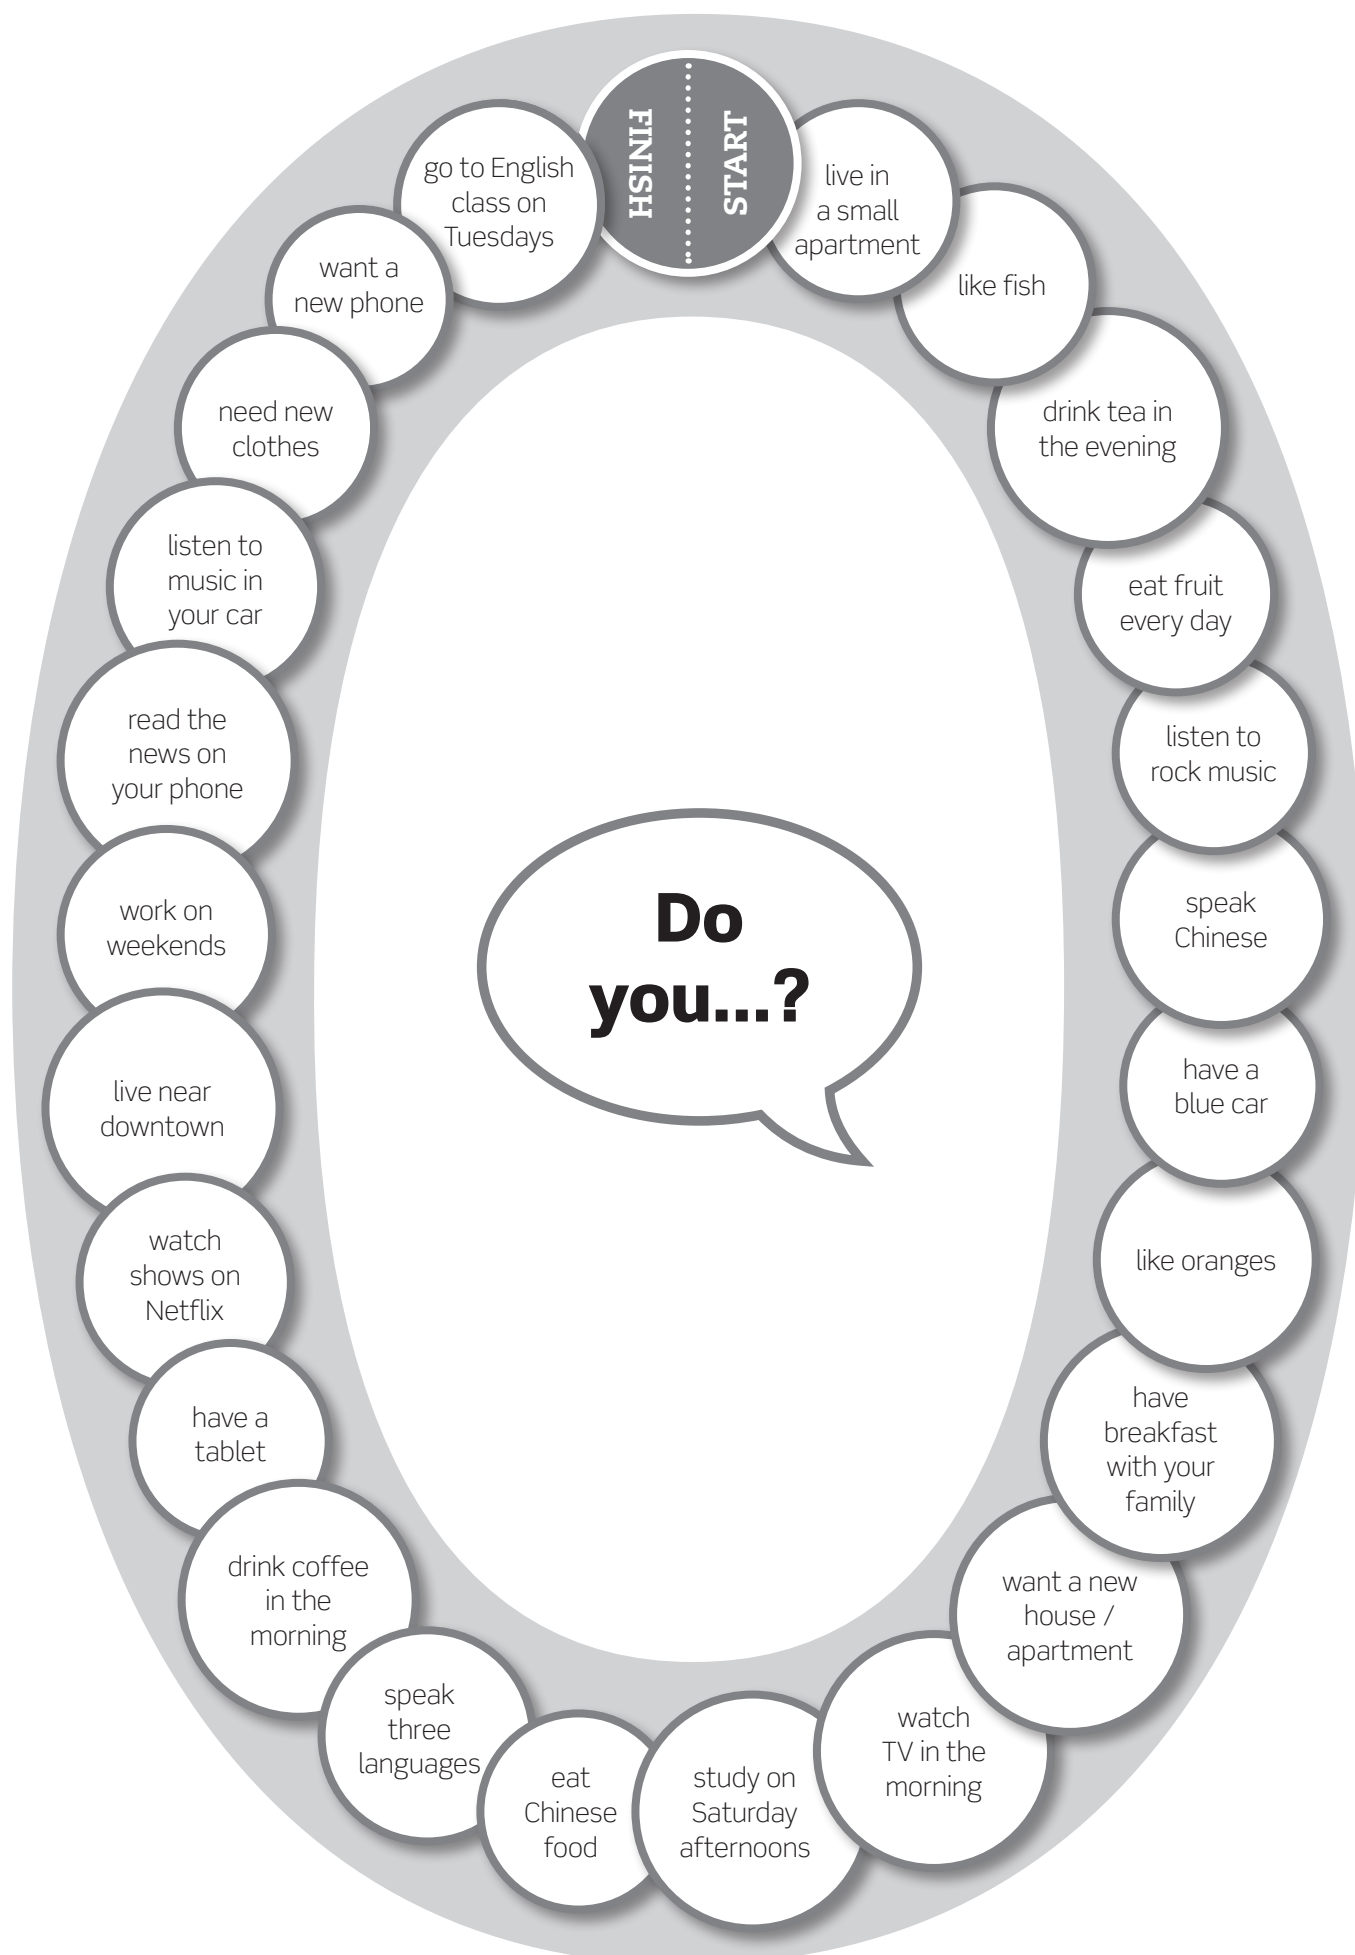 START
live in
a small
apartment
like fish
drink tea in
the evening
eat fruit
every day
listen to
rock music
speak
Chinese
have a
blue car
like oranges
have
breakfast
with your
family
want a new
house /
apartment
watch
TV in the
morning
study on
Saturday
afternoons
eat
Chinese
food
speak
three
languages
drink coffee
in the
morning
have a
tablet
watch
shows on
Netflix
live near
downtown
work on
weekends
read the
news on
your phone
listen to
music in
your car
need new
clothes
want a
new phone
go to English
class on
Tuesdays
FINISH
Do
you...?